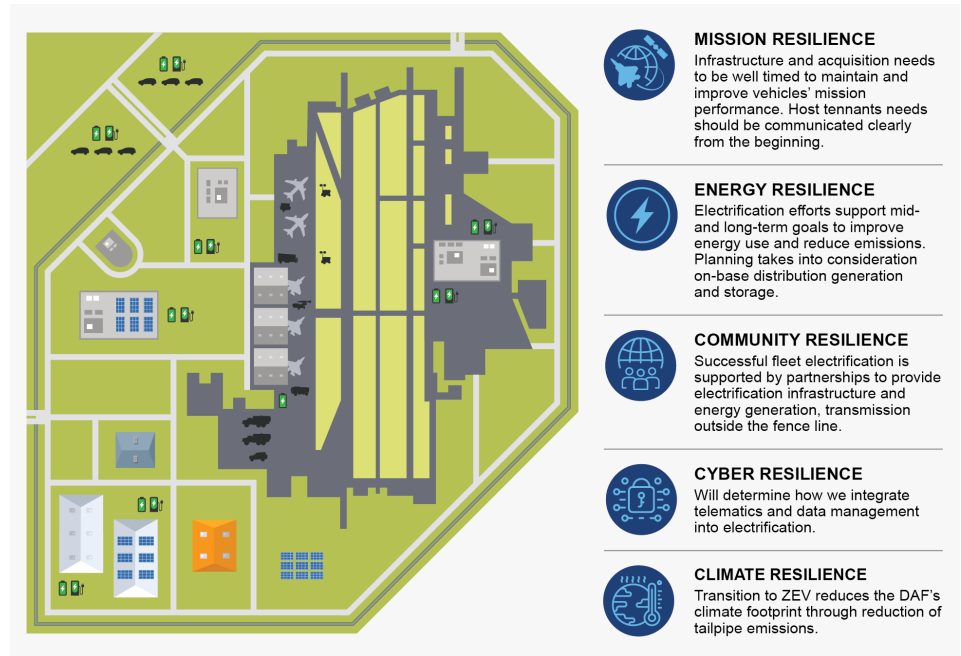 MISSION RESILIENCE
Infrastructure and acquisition needs
to be well timed to maintain and
improve vehicles' mission
performance. Host tennants needs
should be communicated clearly
from the beginning.
ENERGY RESILIENCE
Electrification efforts support mid-
and long-term goals to improve
energy use and reduce emissions.
Planning takes into consideration
on-base distribution generation
and storage.
COMMUNITY RESILIENCE
Successful fleet electrification is
supported by partnerships to provide
electrification infrastructure and
energy generation, transmission
outside the fence line.
CYBER RESILIENCE
Will determine how we integrate
telematics and data management
into electrification.
CLIMATE RESILIENCE
Transition to ZEV reduces the DAF's
climate footprint through reduction of
tailpipe emissions.